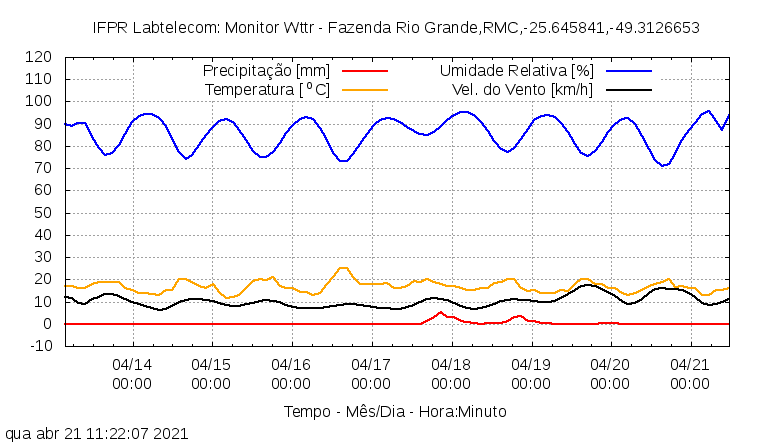 IFPR Labtelecom: Monitor Wttr - Fazenda Rio Grande,RMC,-25.645841,-49.3126653
120
110
100
90
80
70
60
50
40
30
20
10
0
-10
Precipitação [mm]
Temperatura [⁰C]
Umidade Relativa [%]
Vel. do Vento [km/h]
04/14 04/15 04/16 04/17 04/18 04/19 04/20 04/21
00:00 00:00 00:00 00:00 00:00 00:00 00:00 00:00
Tempo - Mês/Dia - Hora:Minuto
qua abr 21 11:22:07 2021